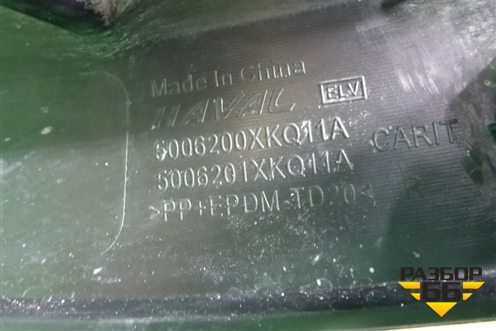 Made In China
HAVAL ELV
5006200XKQ11A CARIT
5006201XKQ11A
>PP+EPDM-TD20<
РАЗБОР
66